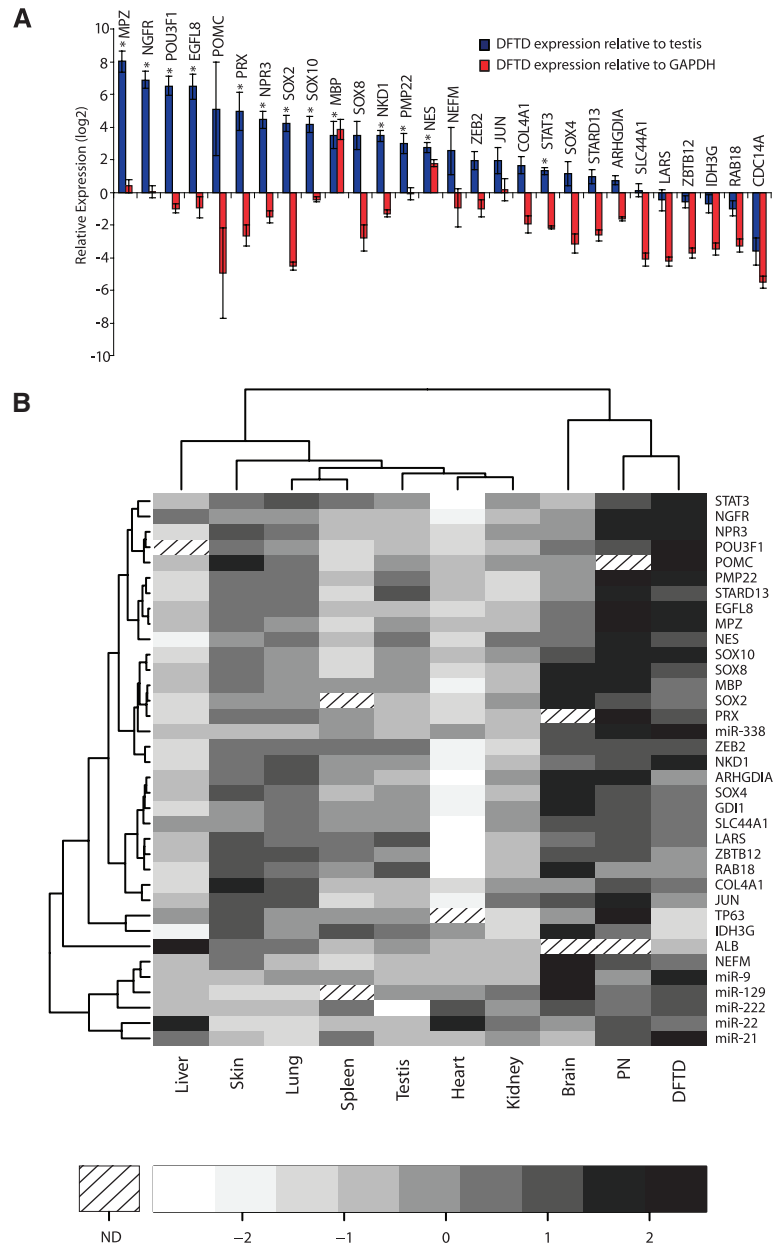 A
10
8
6
4
2
0
-2
-4
-6
-8
-10
Relative Expression (log2)
DFTD expression relative to testis
DFTD expression relative to GAPDH
* MPZ
* NGFR
* POU3F1
* EGFL8
POMC
* PRX
* NPR3
* SOX2
* SOX10
* MBP
SOX8
* NKD1
* PMP22
* NES
NEFM
ZEB2
JUN
COL4A1
* STAT3
SOX4
STARD13
ARHGDIA
SLC44A1
LARS
ZBTB12
IDH3G
RAB18
CDC14A
B
STAT3
NGFR
NPR3
POU3F1
POMC
PMP22
STARD13
EGFL8
MPZ
NES
SOX10
SOX8
MBP
SOX2
PRX
miR-338
ZEB2
NKD1
ARHGDIA
SOX4
GDI1
SLC44A1
LARS
ZBTB12
RAB18
COL4A1
JUN
TP63
IDH3G
ALB
NEFM
miR-9
miR-129
miR-222
miR-22
miR-21
Liver
Skin
Lung
Spleen
Testis
Heart
Kidney
Brain
PN
DFTD
ND
−2
−1
0
1
2